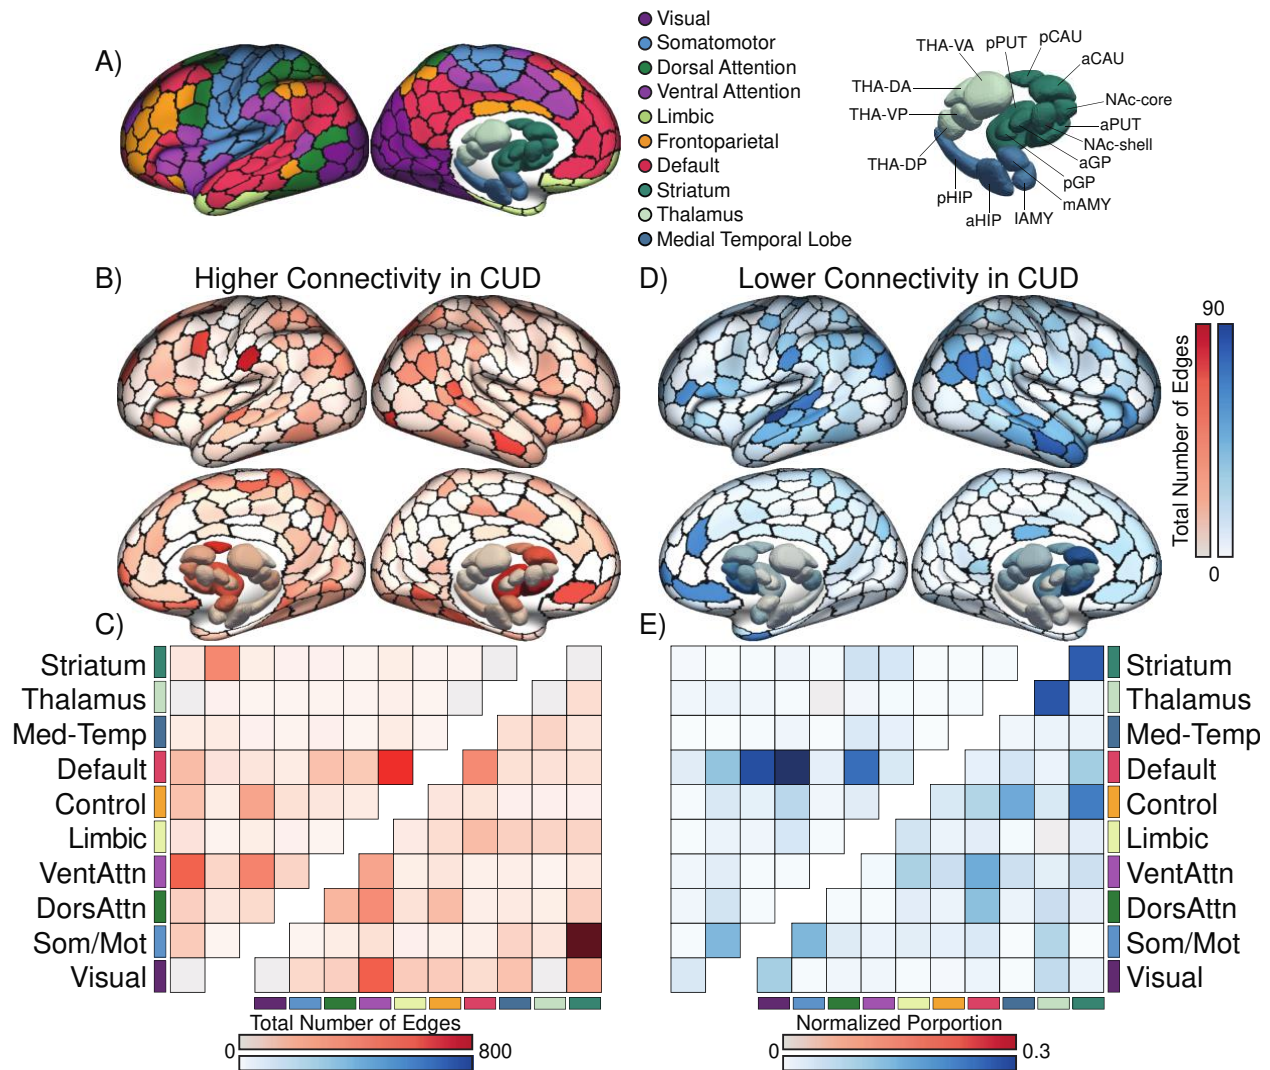 A)
Visual
Somatomotor
Dorsal Attention
Ventral Attention
Limbic
Frontoparietal
Default
Striatum
Thalamus
Medial Temporal Lobe
THA-VA
pPUT
pCAU
aCAU
THA-DA
NAc-core
THA-VP
aPUT
NAc-shell
THA-DP
aGP
pGP
pHIP
mAMY
aHIP
lAMY
B)
Higher Connectivity in CUD
D)
Lower Connectivity in CUD
90
Total Number of Edges
0
C)
Striatum
Thalamus
Med-Temp
Default
Control
Limbic
VentAttn
DorsAttn
Som/Mot
Visual
Total Number of Edges
0
800
E)
Striatum
Thalamus
Med-Temp
Default
Control
Limbic
VentAttn
DorsAttn
Som/Mot
Visual
Normalized Porportion
0
0.3